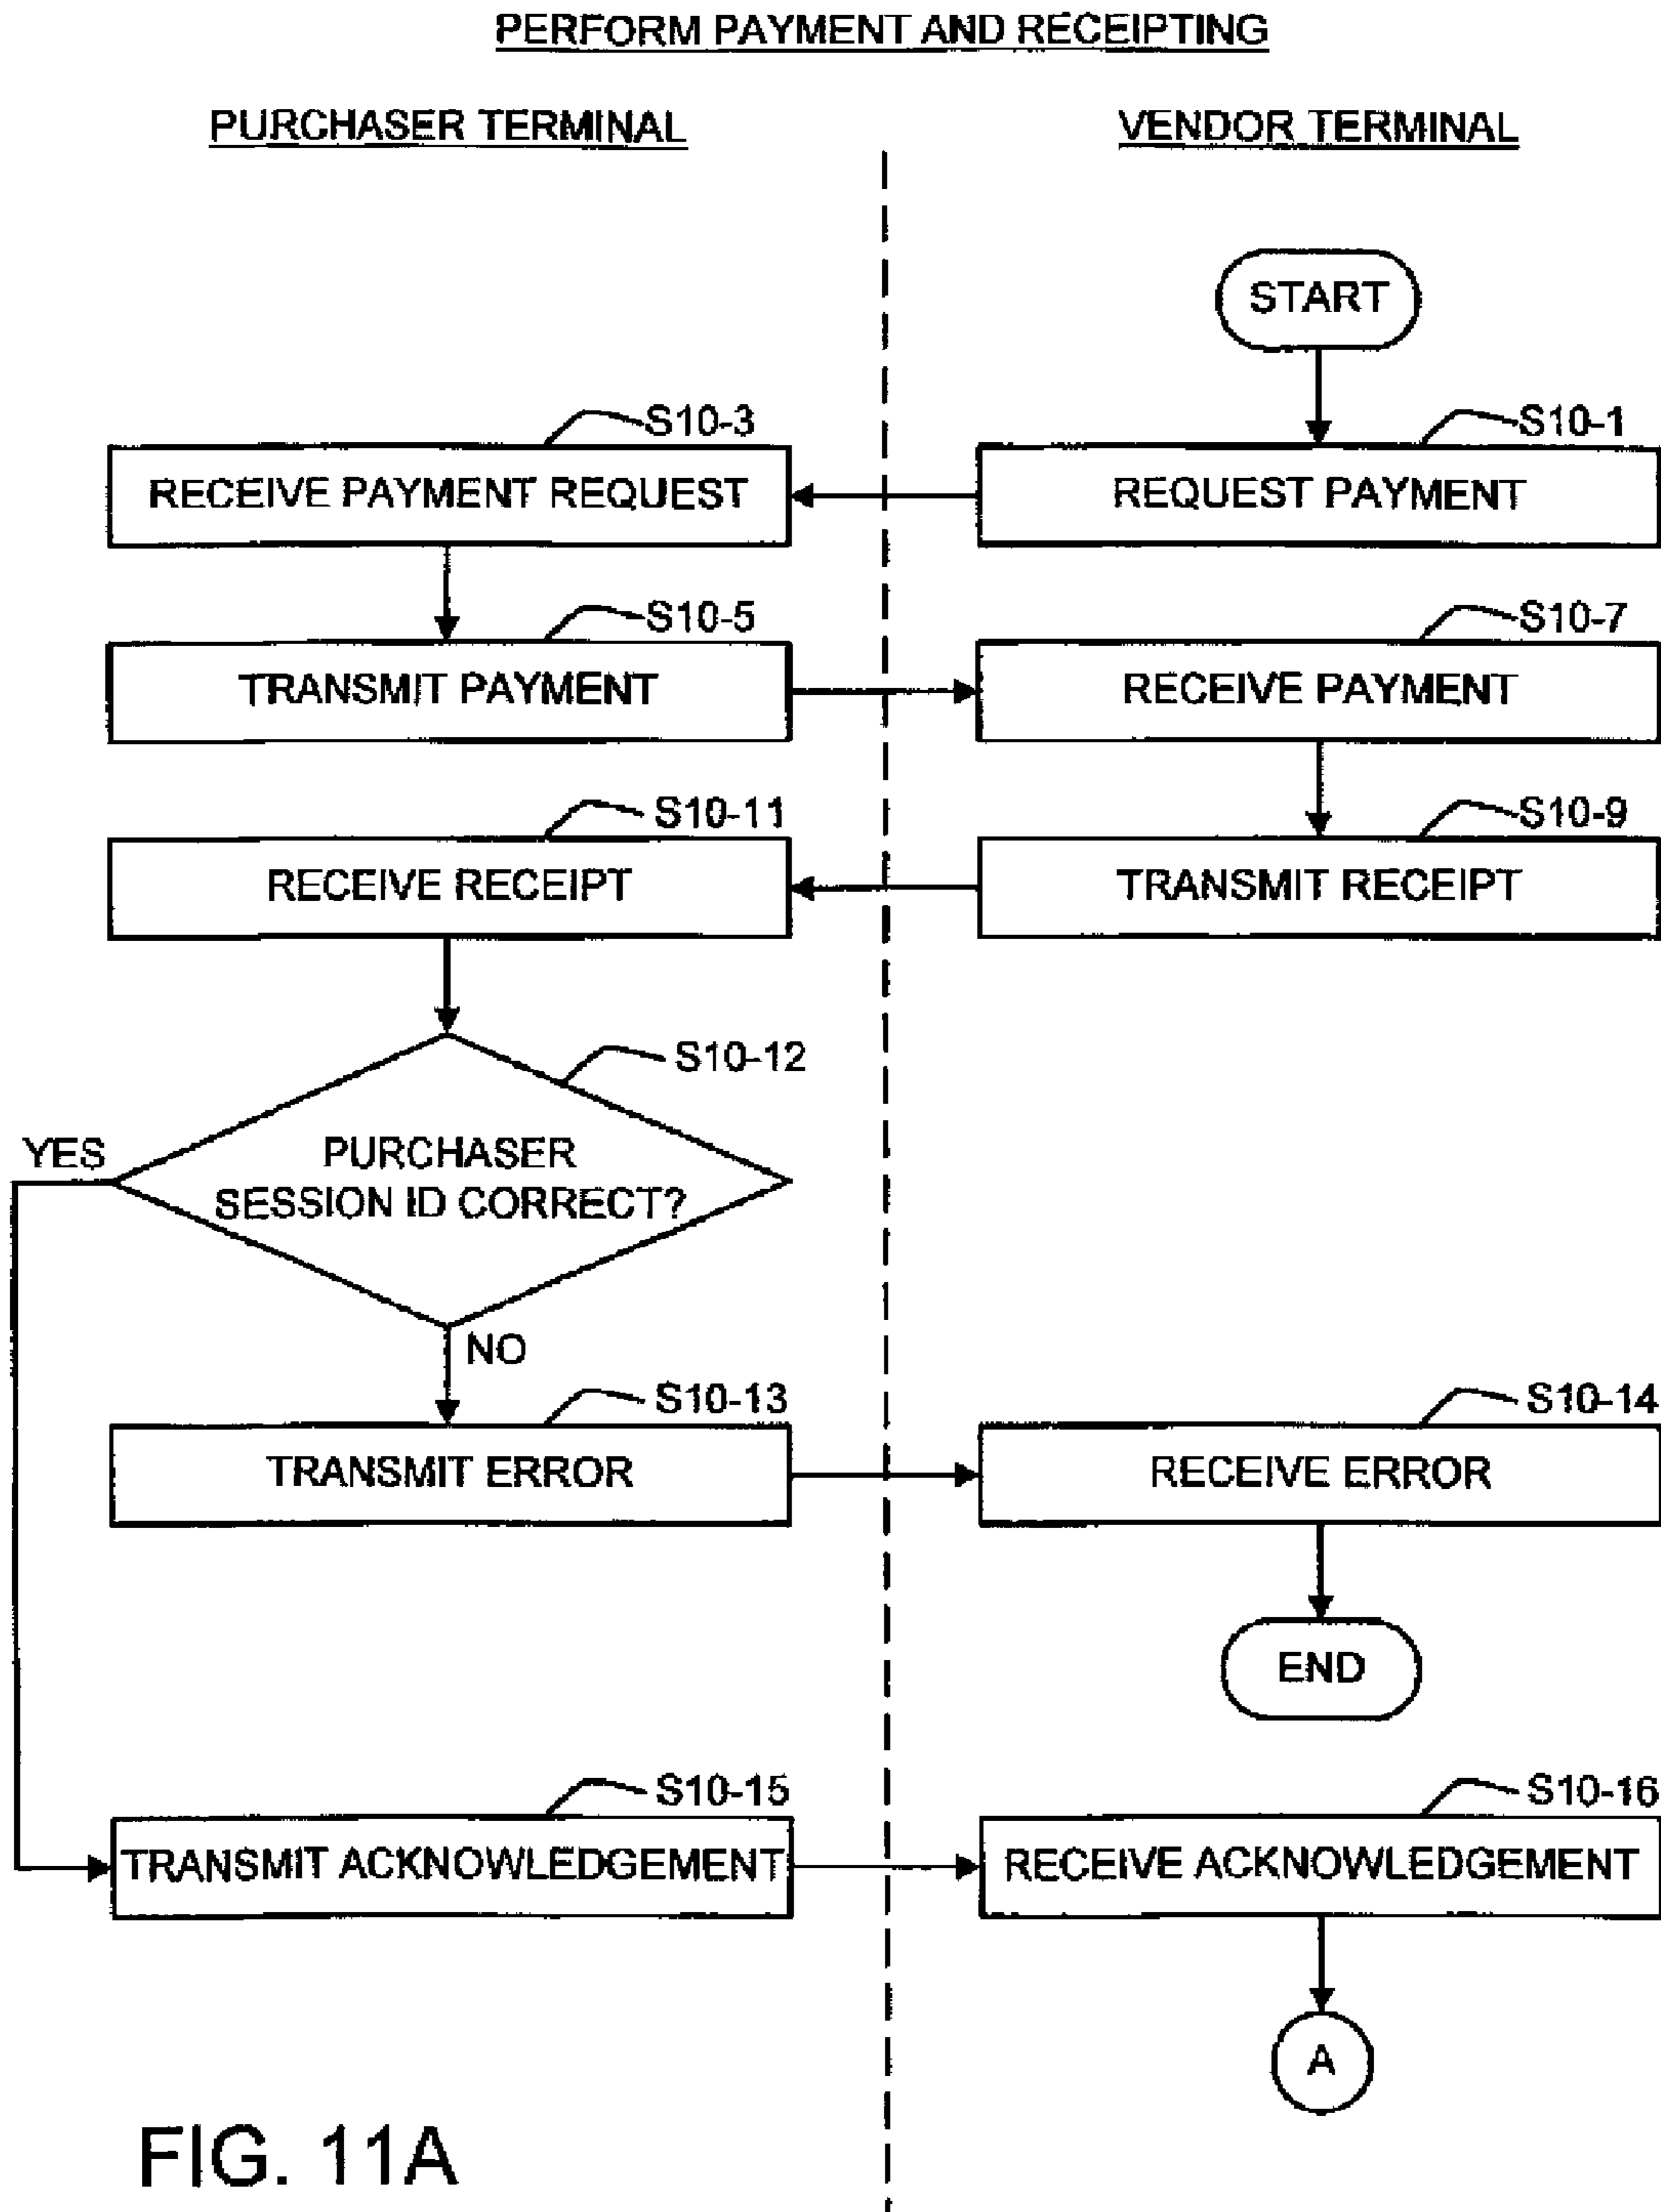 PERFORM PAYMENT AND RECEIPTING
PURCHASER TERMINAL
VENDOR TERMINAL
START
S10-3
S10-1
RECEIVE PAYMENT REQUEST
REQUEST PAYMENT
S10-5
S10-7
TRANSMIT PAYMENT
RECEIVE PAYMENT
S10-11
S10-9
RECEIVE RECEIPT
TRANSMIT RECEIPT
S10-12
YES
PURCHASER
SESSION ID CORRECT?
NO
S10-13
S10-14
TRANSMIT ERROR
RECEIVE ERROR
END
S10-15
S10-16
TRANSMIT ACKNOWLEDGEMENT
RECEIVE ACKNOWLEDGEMENT
A
FIG. 11A